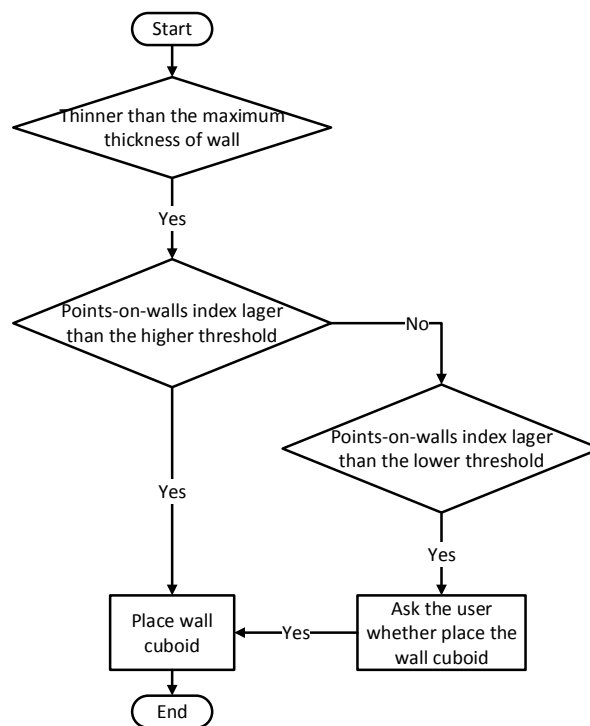 Start
Thinner than the maximum
thickness of wall
Yes
Points-on-walls index lager
than the higher threshold
No
Points-on-walls index lager
than the lower threshold
Yes
Yes
Place wall
cuboid
Yes
Ask the user
whether place the
wall cuboid
End